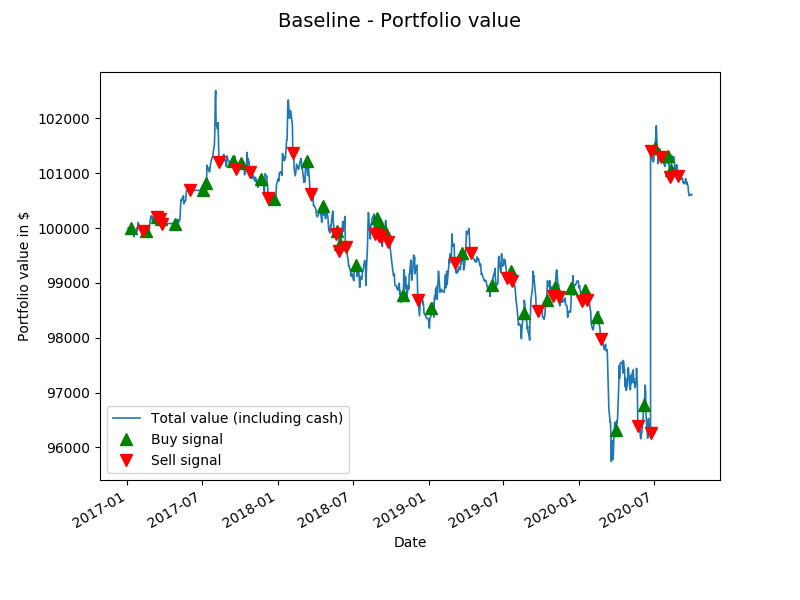 Baseline - Portfolio value
102000
101000
100000
99000
98000
97000
96000
Portfolio value in $
Total value (including cash)
Buy signal
Sell signal
2017-01
2017-07
2018-01
2018-07
2019-01
2019-07
2020-01
2020-07
Date